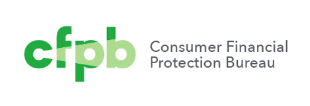 cfpb
Consumer Financial
Protection Bureau